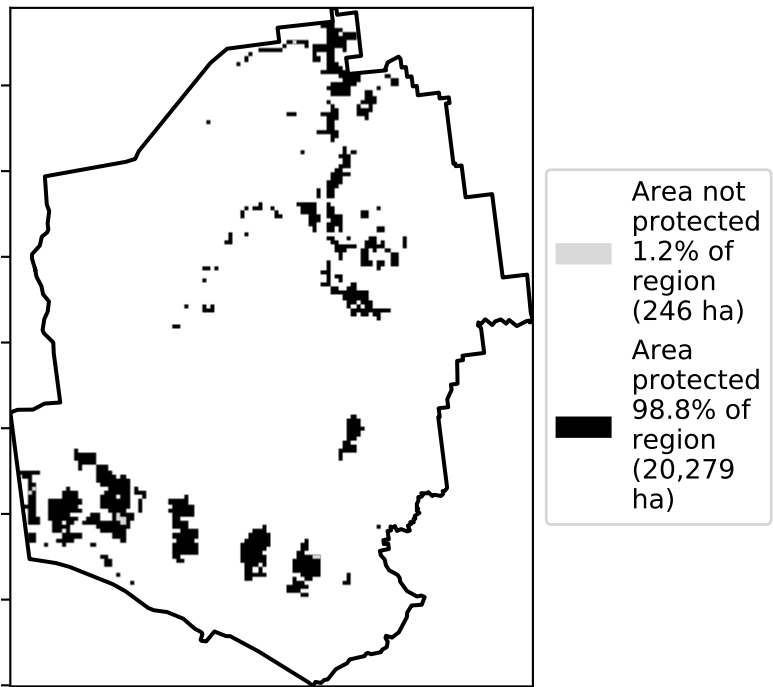 Area not
protected
1.2% of
region
(246 ha)
Area
protected
98.8% of
region
(20,279
ha)